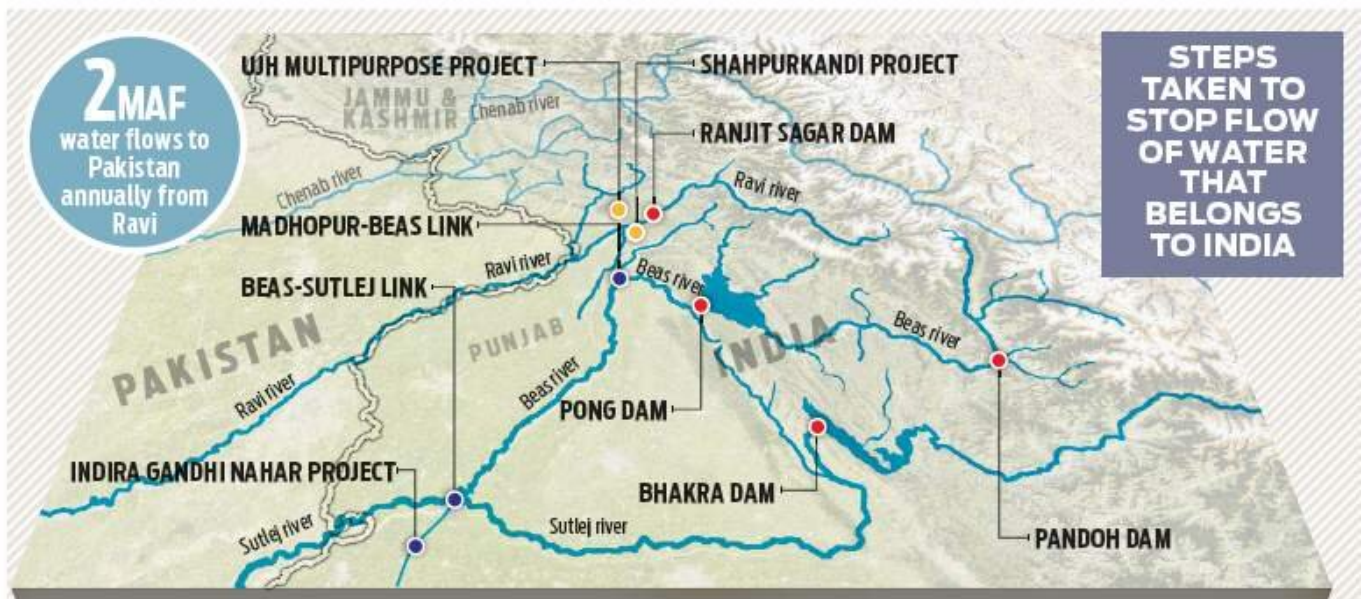 2MAF
water flows to
Pakistan
annually from
Ravi
UJH MULTIPURPOSE PROJECT
SHAHPURKANDI PROJECT
JAMMU &
KASHMIR
Chenab river
RANJIT SAGAR DAM
STEPS
TAKEN TO
STOP FLOW
OF WATER
THAT
BELONGS
TO INDIA
Chenab river
Ravi river
MADHOPUR-BEAS LINK
Ravi river
Beas river
BEAS-SUTLEJ LINK
PAKISTAN
PUNJAB
INDIA
Beas river
Ravi river
Beas river
PONG DAM
INDIRA GANDHI NAHAR PROJECT
BHAKRA DAM
Sutlej river
Sutlej river
PANDOH DAM